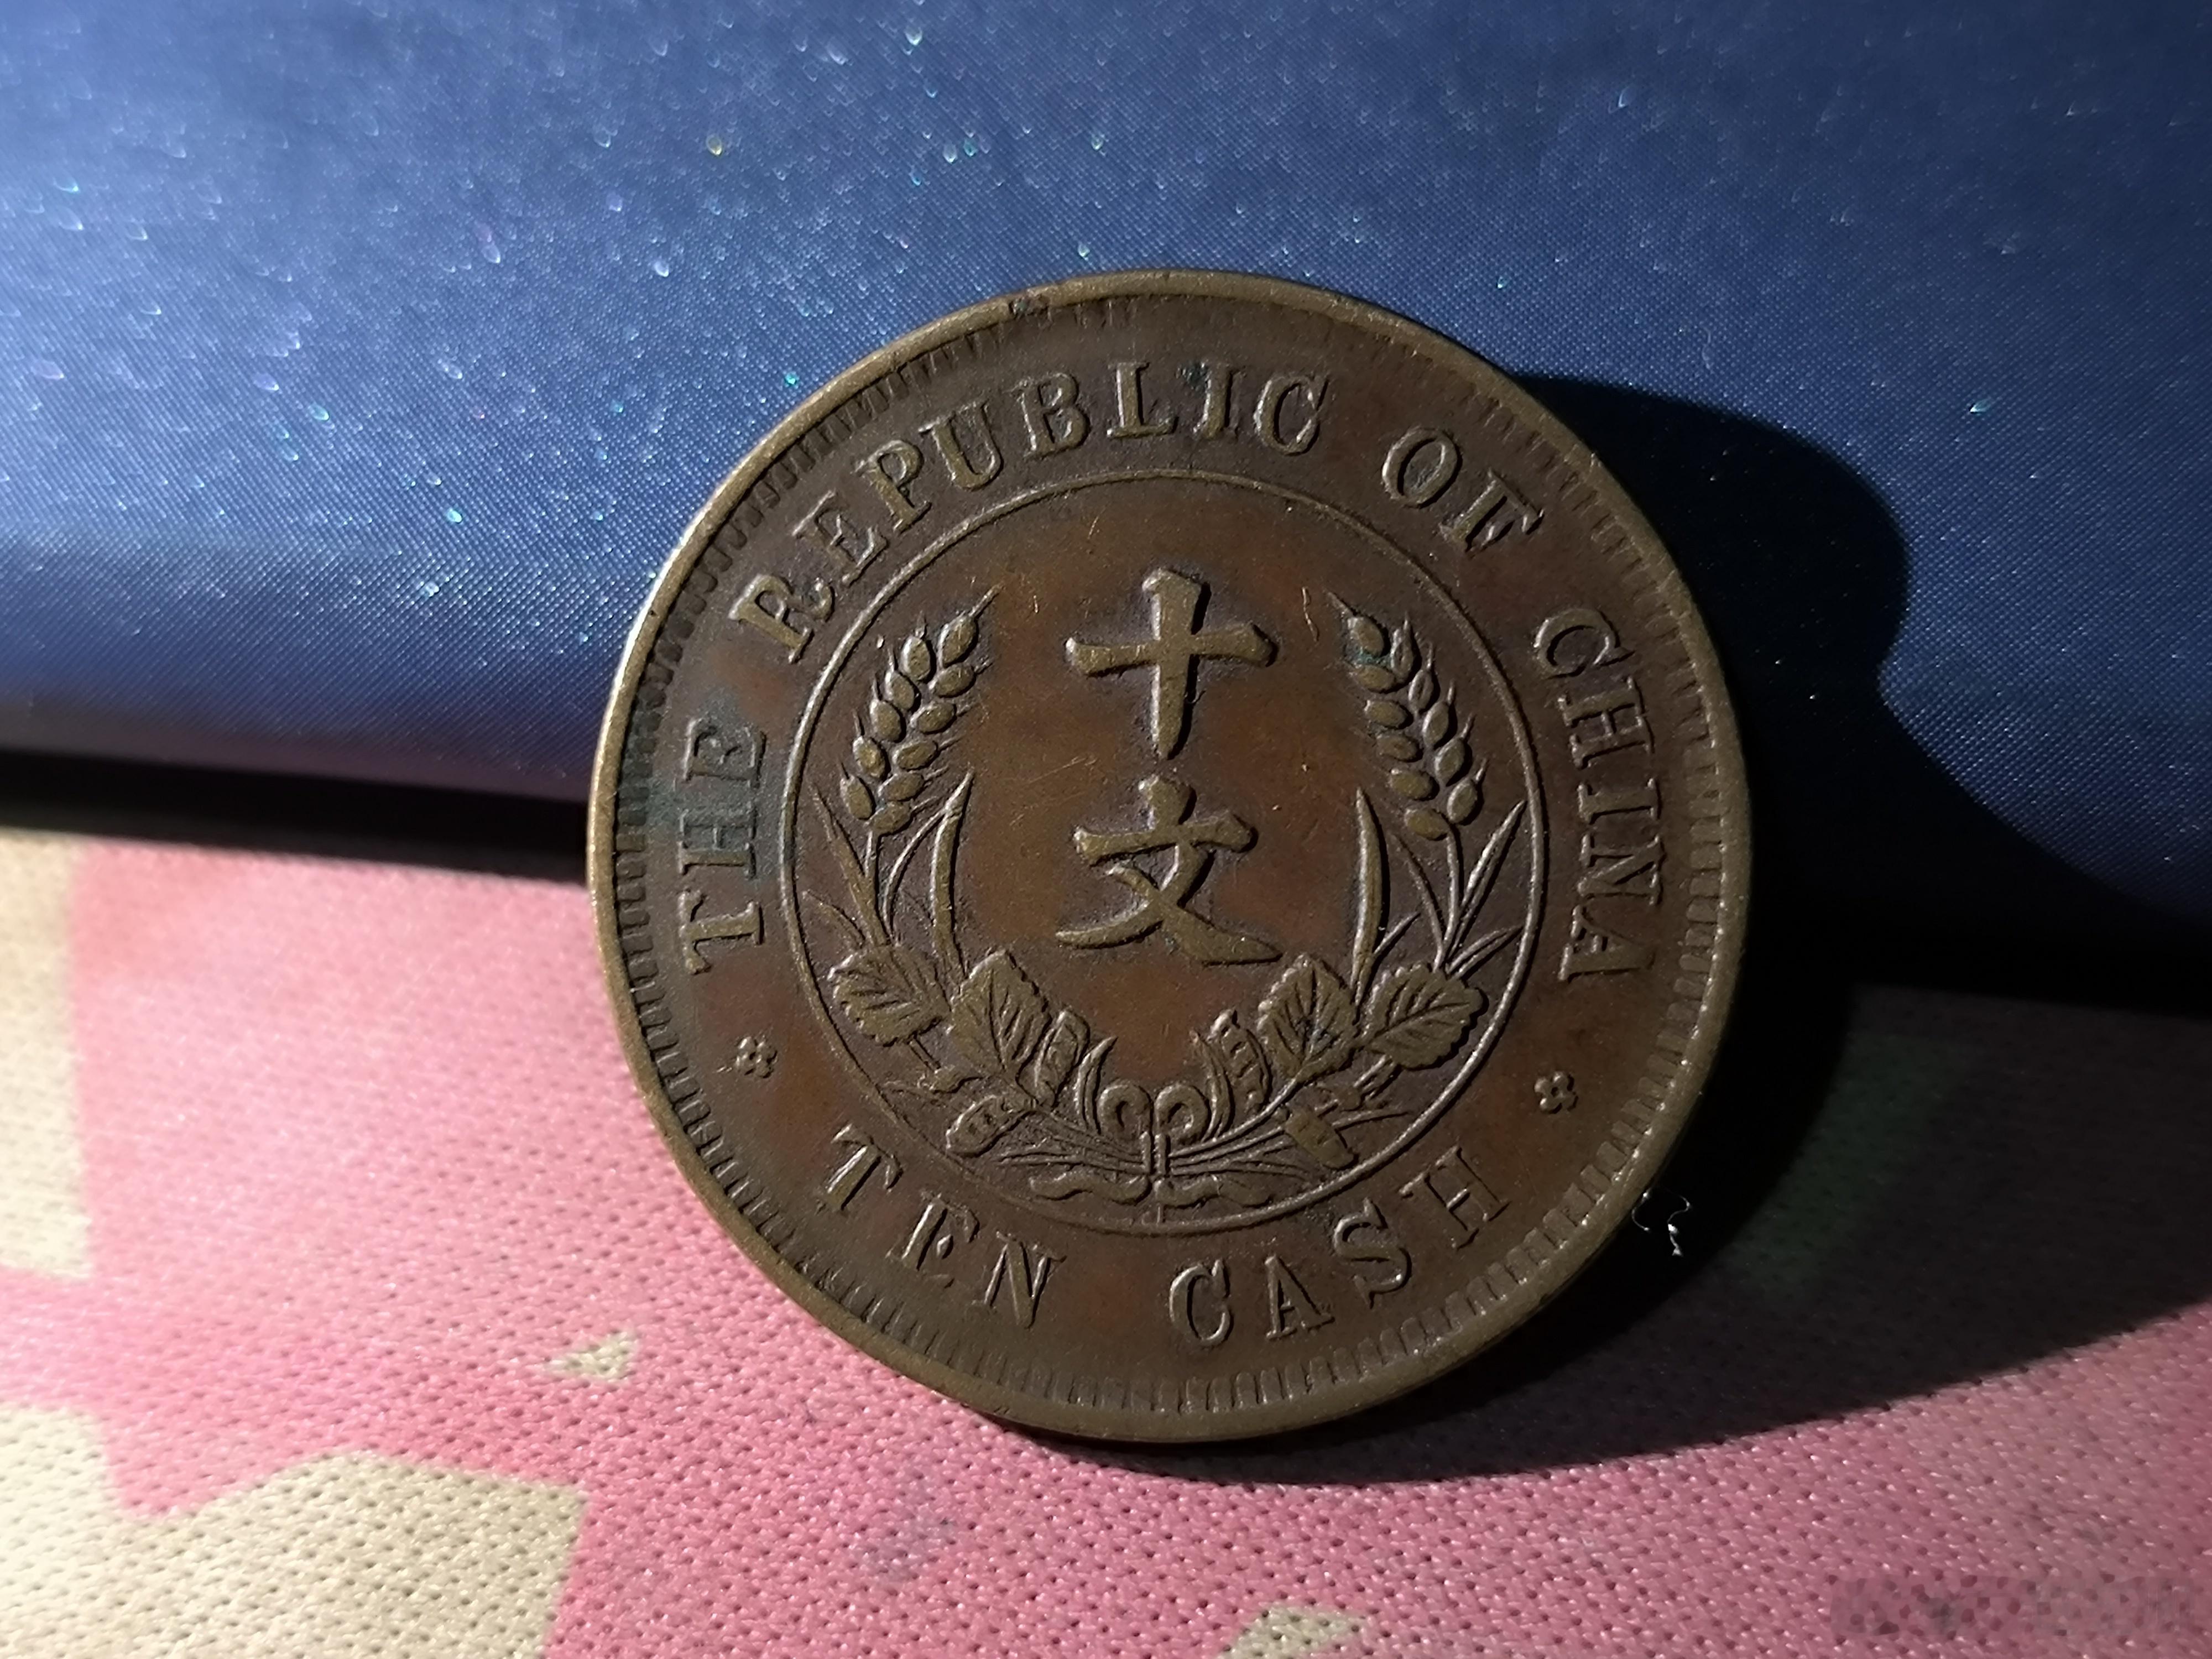 THE REPUBLIC OF CHINA
十
文
TEN CASH